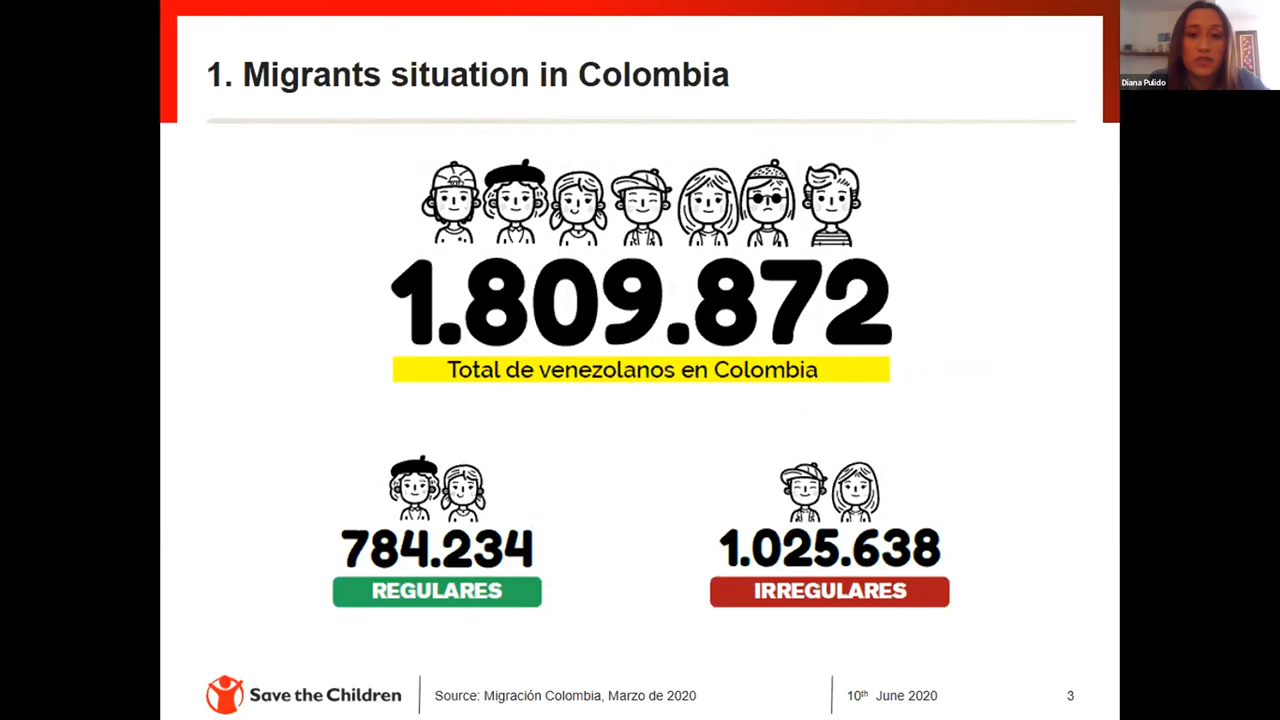 1. Migrants situation in Colombia
Diana Pulido
1.809.872
Total de venezolanos en Colombia
784.234
1.025.638
REGULARES
IRREGULARES
Save the Children
Source: Migración Colombia, Marzo de 2020
10th June 2020
3